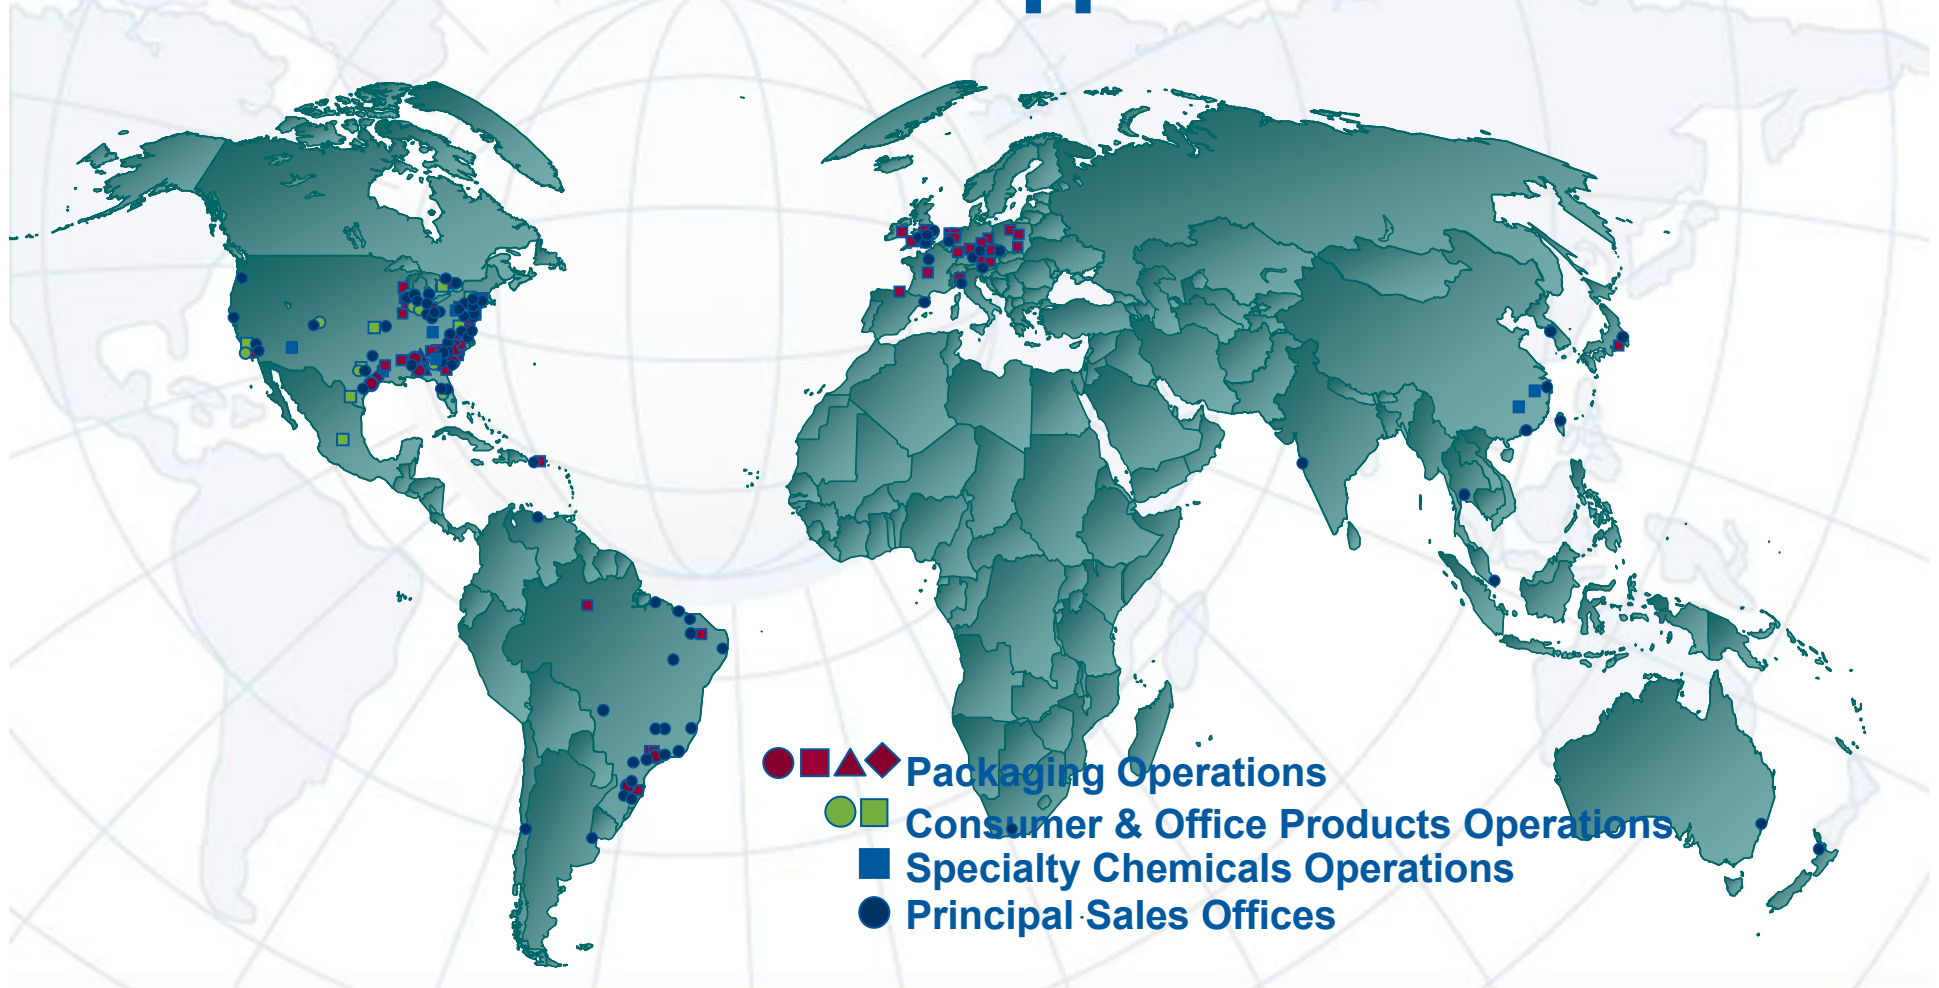 Packaging Operations
Consumer & Office Products Operations
Specialty Chemicals Operations
Principal Sales Offices